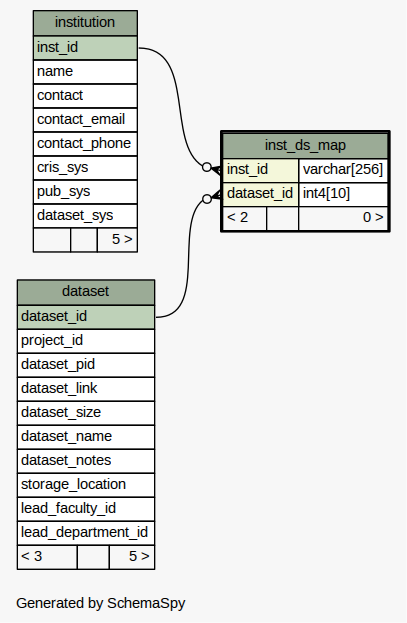 institution
inst_id
name
contact
contact_email
contact_phone
cris_sys
pub_sys
dataset_sys
5 >
inst_ds_map
inst_id varchar[256]
dataset_id int4[10]
< 2 0 >
dataset
dataset_id
project_id
dataset_pid
dataset_link
dataset_size
dataset_name
dataset_notes
storage_location
lead_faculty_id
lead_department_id
< 3 5 >
Generated by SchemaSpy